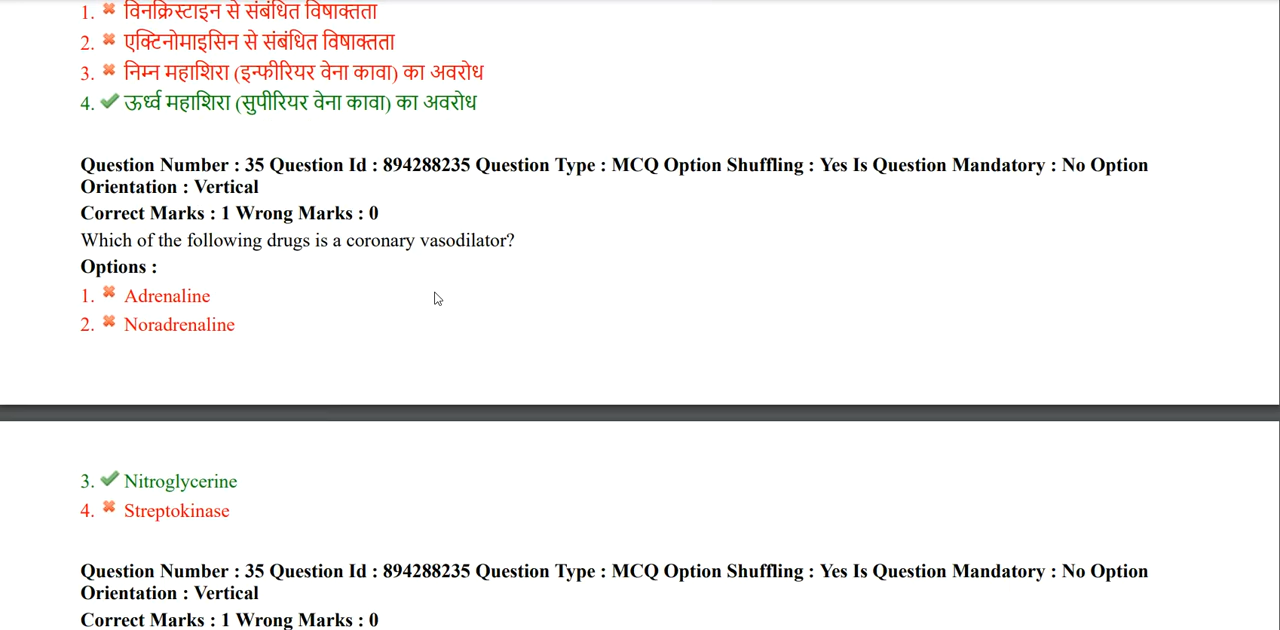 1. विनक्रिस्टाइन से संबंधित विषाक्तता
2. एक्टिनोमाइसिन से संबंधित विषाक्तता
3. निम्न महाशिरा (इन्फीरियर वेना कावा) का अवरोध
4. ऊर्ध्व महाशिरा (सुपीरियर वेना कावा) का अवरोध
Question Number : 35 Question Id : 894288235 Question Type : MCQ Option Shuffling : Yes Is Question Mandatory : No Option
Orientation : Vertical
Correct Marks : 1 Wrong Marks : 0
Which of the following drugs is a coronary vasodilator?
Options :
1. Adrenaline
2. Noradrenaline
3. Nitroglycerine
4. Streptokinase
Question Number : 35 Question Id : 894288235 Question Type : MCQ Option Shuffling : Yes Is Question Mandatory : No Option
Orientation : Vertical
Correct Marks : 1 Wrong Marks : 0